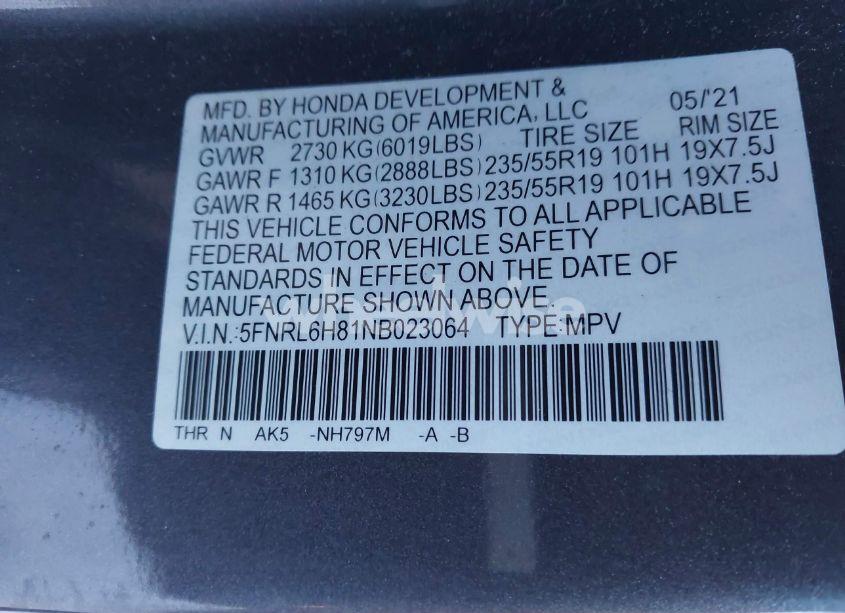 MFD. BY HONDA DEVELOPMENT &
MANUFACTURING OF AMERICA, LLC 05/'21
GVWR 2730 KG(6019LBS) TIRE SIZE RIM SIZE
GAWR F 1310 KG(2888LBS)235/55R19 101H 19X7.5J
GAWR R 1465 KG(3230LBS)235/55R19 101H 19X7.5J
THIS VEHICLE CONFORMS TO ALL APPLICABLE
FEDERAL MOTOR VEHICLE SAFETY
STANDARDS IN EFFECT ON THE DATE OF
MANUFACTURE SHOWN ABOVE.
V.I.N.:5FNRL6H81NB023064 TYPE:MPV
THR N AK5 -NH797M -A -B